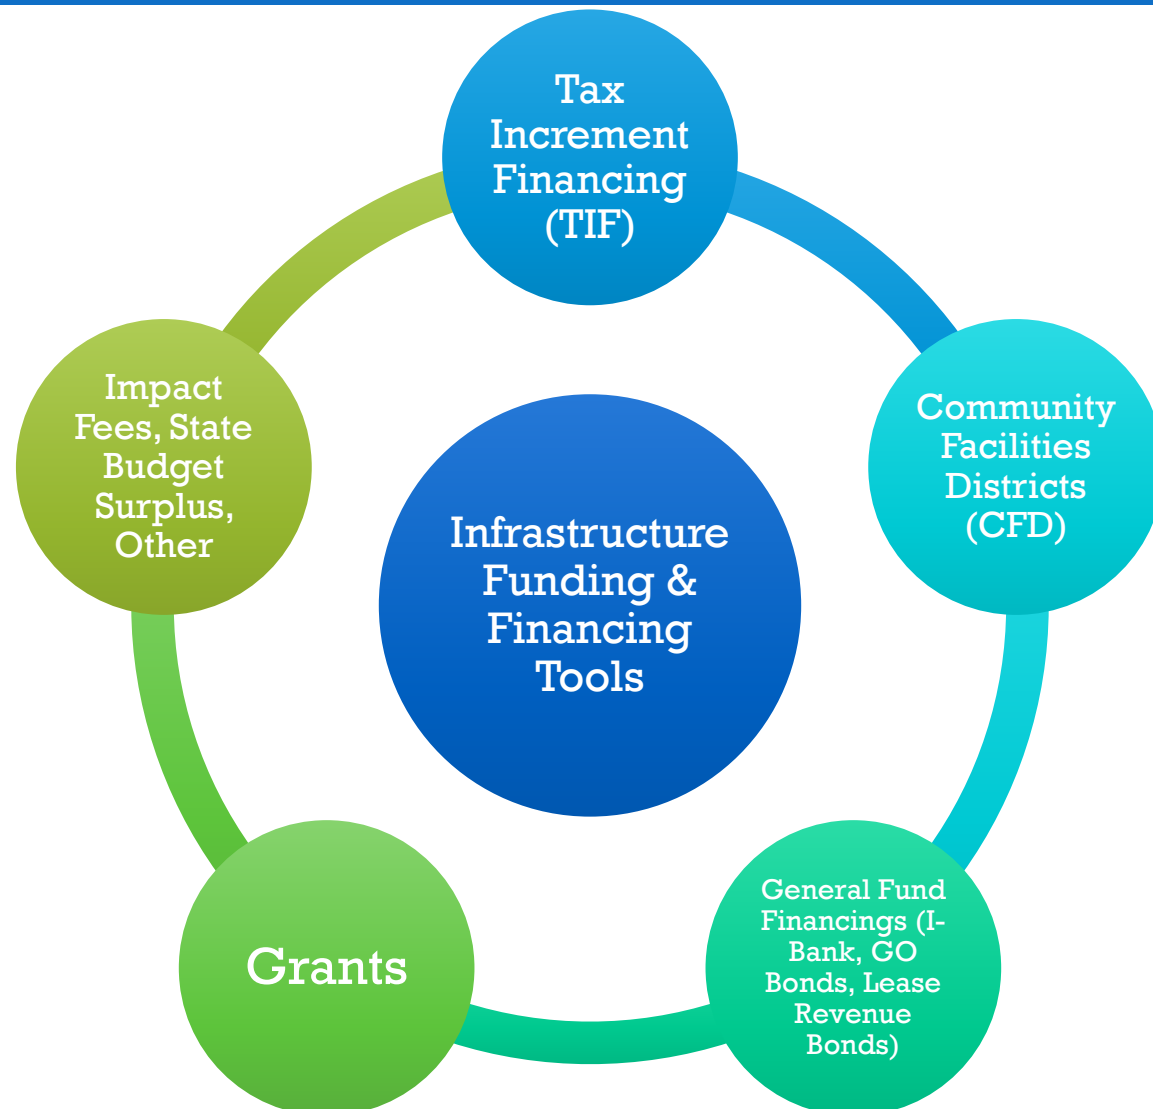 Tax
Increment
Financing
(TIF)
Community
Facilities
Districts
(CFD)
General Fund
Financings (I-
Bank, GO
Bonds, Lease
Revenue
Bonds)
Grants
Impact
Fees, State
Budget
Surplus,
Other
Infrastructure
Funding &
Financing
Tools